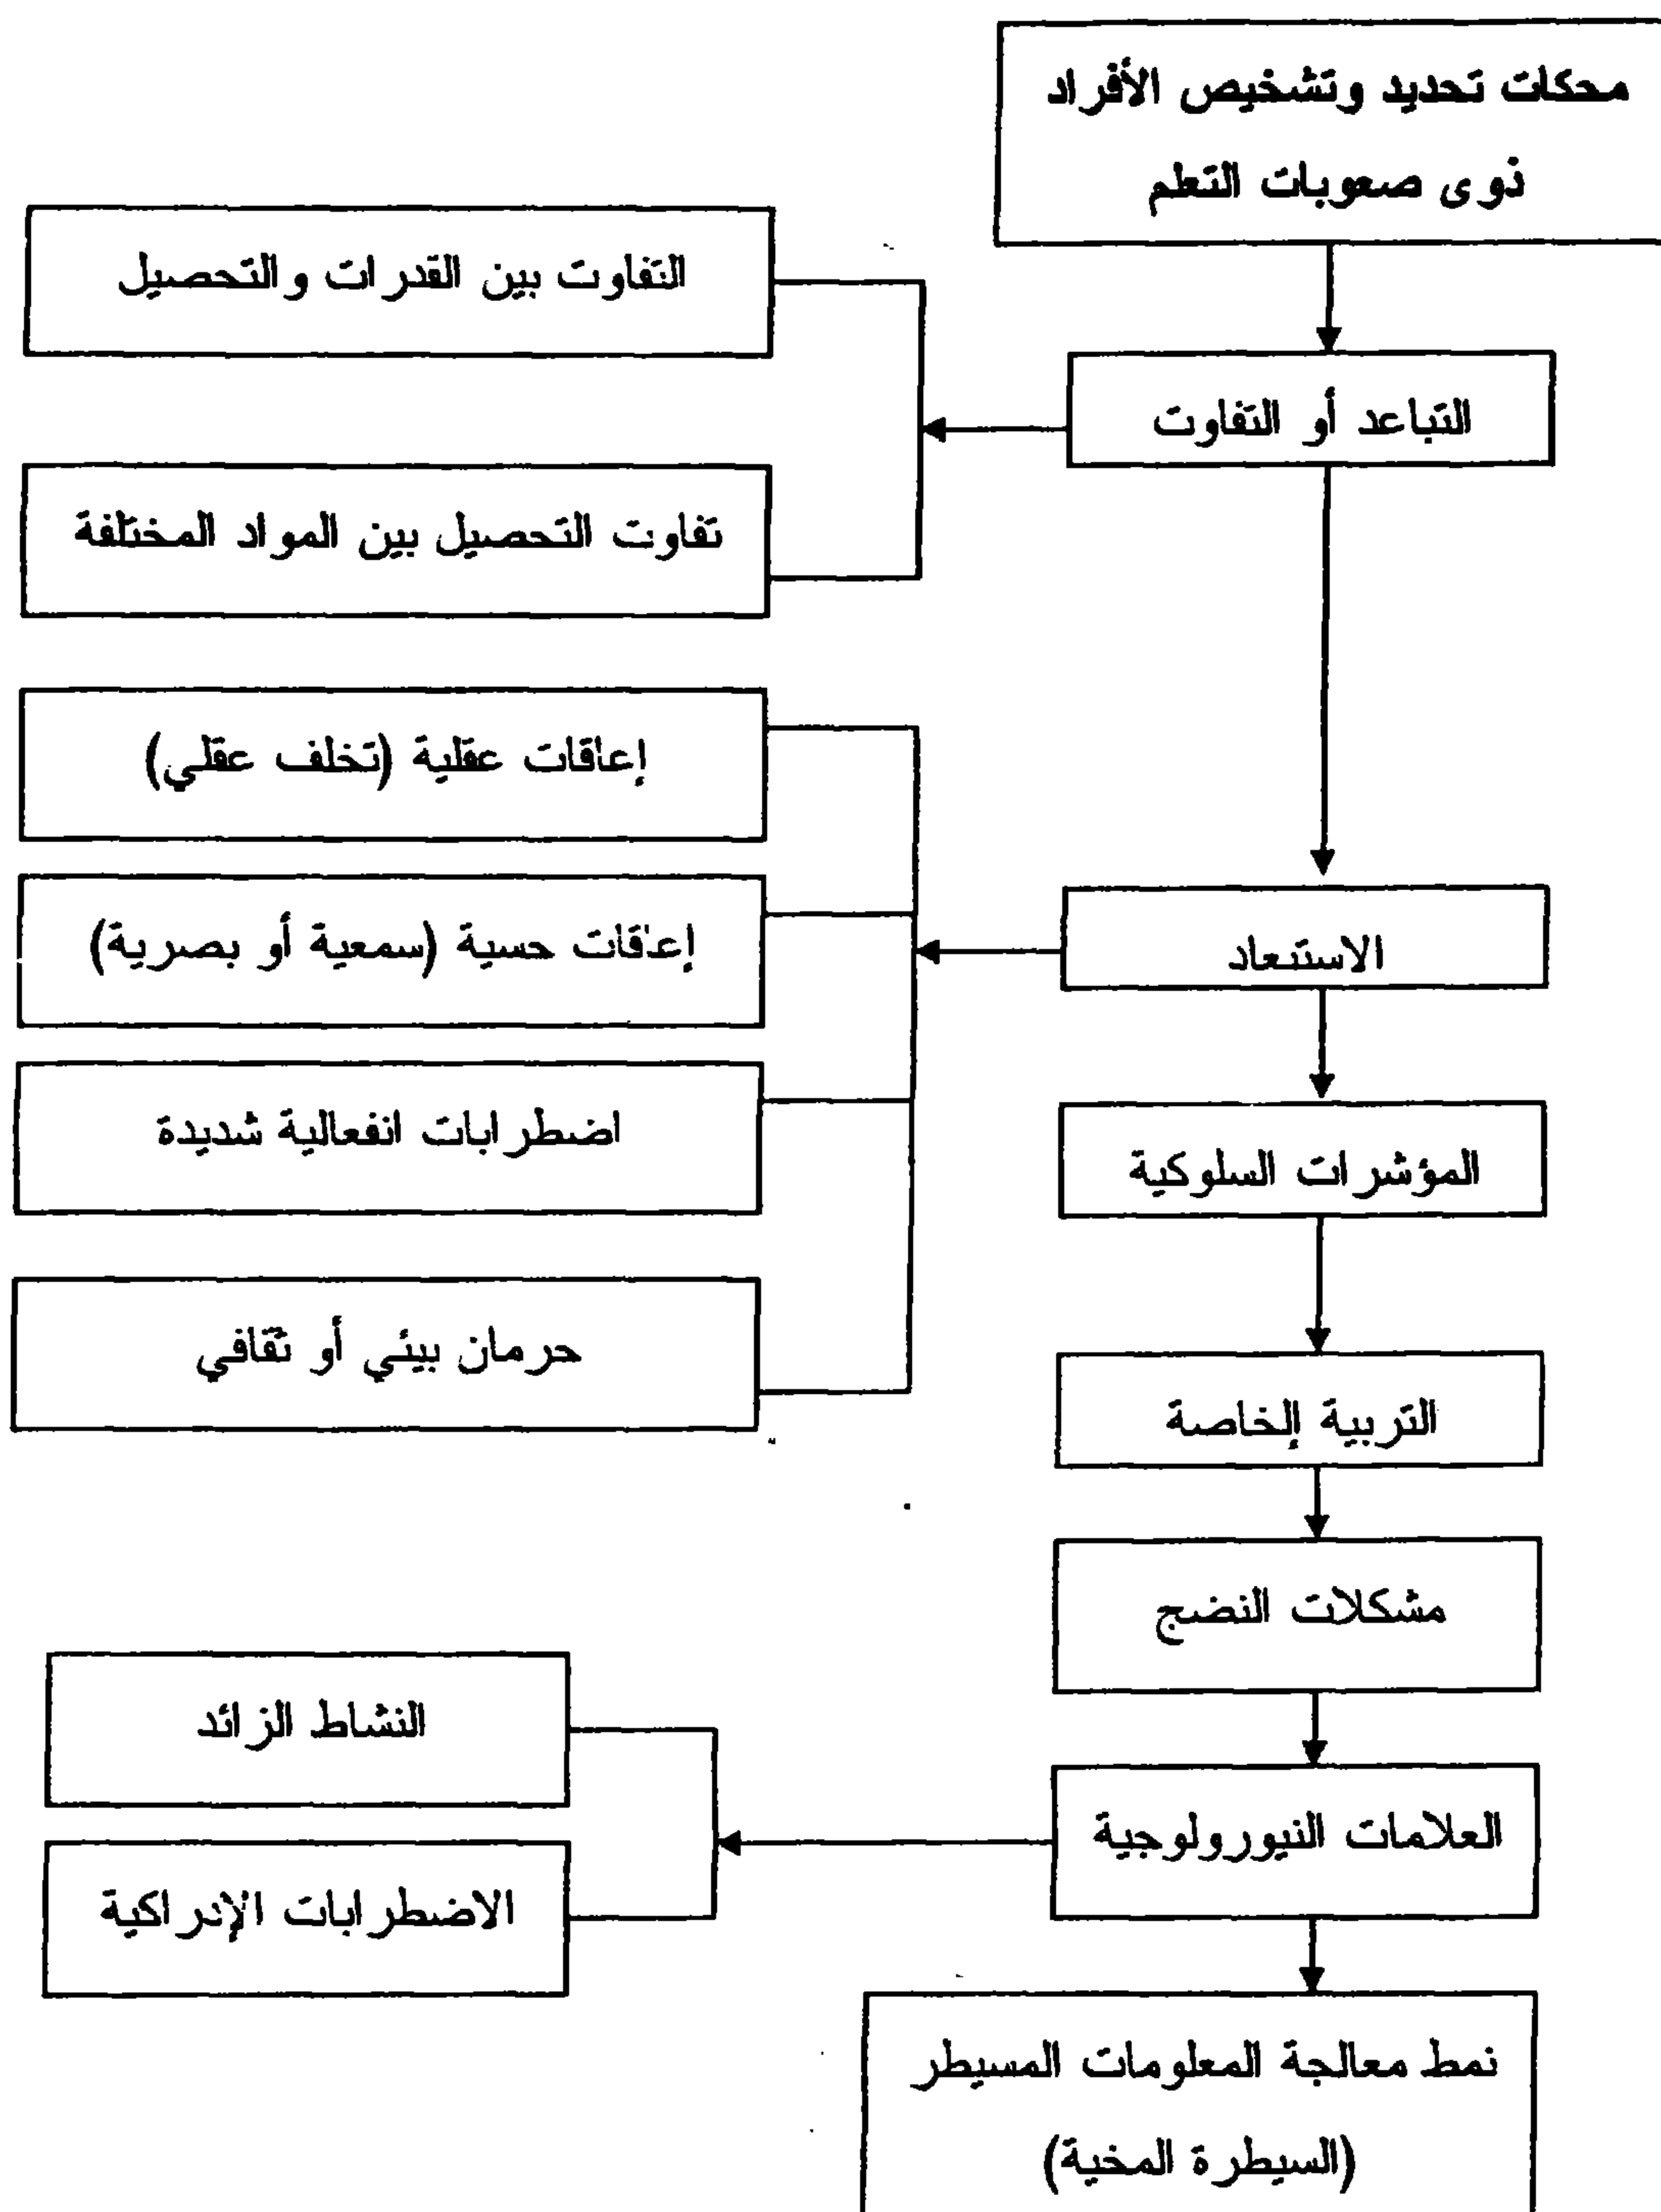 محكات تحديد وتشخيص الأفراد
ذوى صعوبات التعلم
التباعد أو التفاوت
التفاوت بين القدرات والتحصيل
تفاوت التحصيل بين المواد المختلفة
الاستبعاد
إعاقات عقلية (تخلف عقلي)
إعاقات حسية (سمعية أو بصرية)
اضطرابات انفعالية شديدة
حرمان بيئي أو ثقافي
المؤشرات السلوكية
التربية الخاصة
مشكلات النضج
العلامات النيورولوجية
النشاط الزائد
الاضطرابات الإدراكية
نمط معالجة المعلومات المسيطر
(السيطرة المخية)